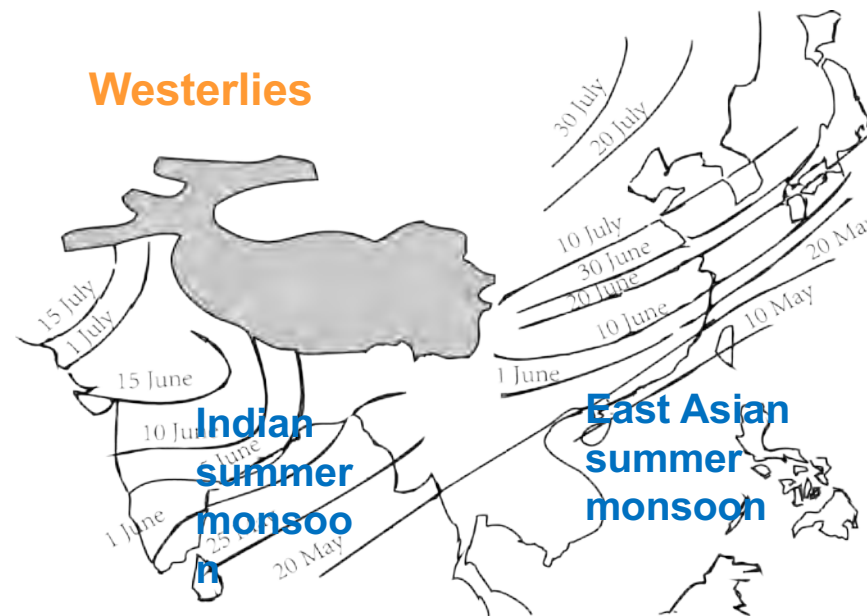 Westerlies
30 July
20 July
10 July
30 June
20 June
10 June
1 June
20 May
10 May
15 July
1 July
15 June
10 June
June
1 June
25
20 May
Indian
summer
monsoo
n
East Asian
summer
monsoon